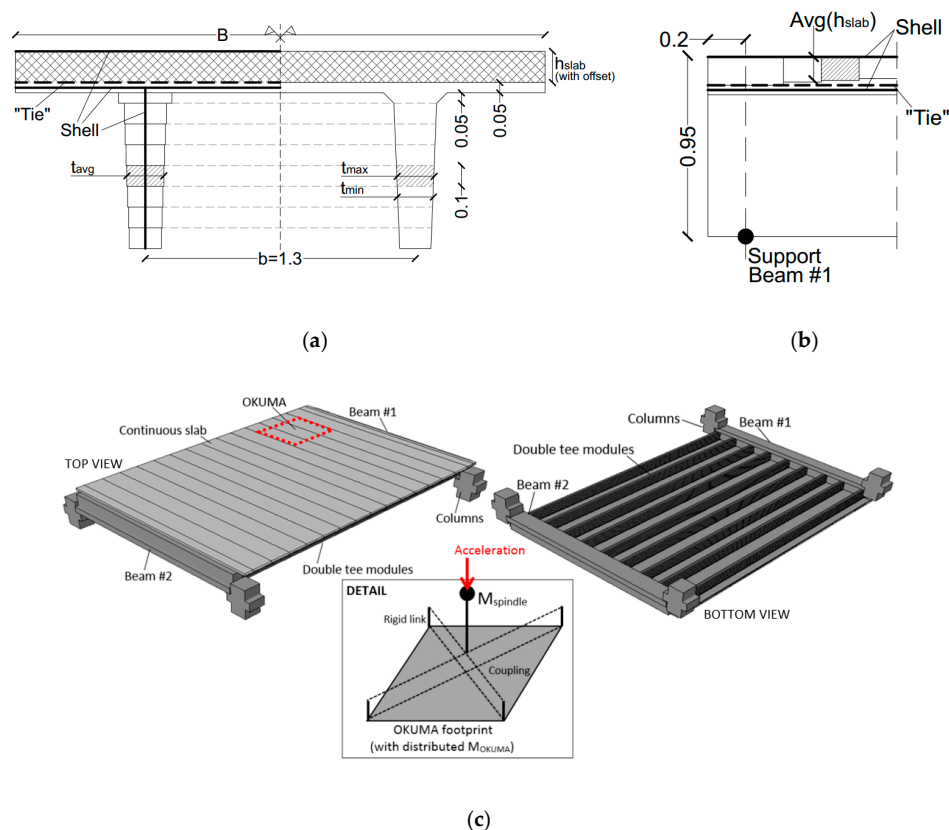 B
hslab
(with offset)
"Tie"
Shell
0.05
0.05
tavg
tmax
tmin
0.1
b=1.3
(a)
Avg(hslab)
0.2
Shell
"Tie"
0.95
Support
Beam #1
(b)
OKUMA
Beam #1
Continuous slab
TOP VIEW
Columns
Beam #2
Double tee modules
Columns
Beam #1
Double tee modules
Beam #2
BOTTOM VIEW
Acceleration
DETAIL
Mspindle
Rigid link
Coupling
OKUMA footprint
(with distributed MOKUMA)
(c)